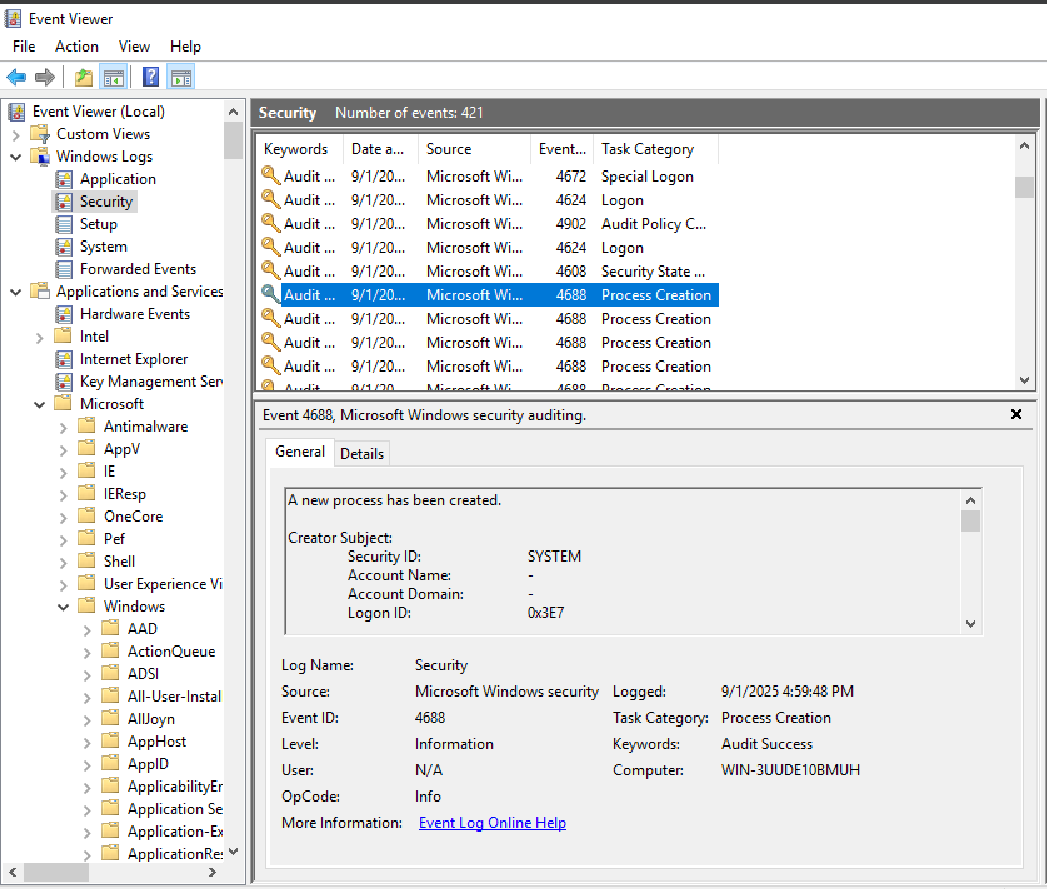 Event Viewer
File Action View Help
Event Viewer (Local)
Custom Views
Windows Logs
Application
Security
Setup
System
Forwarded Events
Applications and Services
Hardware Events
Intel
Internet Explorer
Key Management Ser
Microsoft
Antimalware
AppV
IE
IEResp
OneCore
Pef
Shell
User Experience Vi
Windows
AAD
ActionQueue
ADSI
All-User-Instal
AllJoyn
AppHost
AppID
ApplicabilityEr
Application Se
Application-Ex
ApplicationRes
Security Number of events: 421
Keywords Date a... Source Event... Task Category
Audit ... 9/1/20... Microsoft Wi... 4672 Special Logon
Audit ... 9/1/20... Microsoft Wi... 4624 Logon
Audit ... 9/1/20... Microsoft Wi... 4902 Audit Policy C...
Audit ... 9/1/20... Microsoft Wi... 4624 Logon
Audit ... 9/1/20... Microsoft Wi... 4608 Security State ...
Audit ... 9/1/20... Microsoft Wi... 4688 Process Creation
Audit ... 9/1/20... Microsoft Wi... 4688 Process Creation
Audit ... 9/1/20... Microsoft Wi... 4688 Process Creation
Audit ... 9/1/20... Microsoft Wi... 4688 Process Creation
Audit ... 9/1/20... Microsoft Wi... 4688 Process Creation
Event 4688, Microsoft Windows security auditing.
General Details
A new process has been created.
Creator Subject:
Security ID: SYSTEM
Account Name: -
Account Domain: -
Logon ID: 0x3E7
Log Name: Security
Source: Microsoft Windows security Logged: 9/1/2025 4:59:48 PM
Event ID: 4688 Task Category: Process Creation
Level: Information Keywords: Audit Success
User: N/A Computer: WIN-3UUDE10BMUH
OpCode: Info
More Information: Event Log Online Help